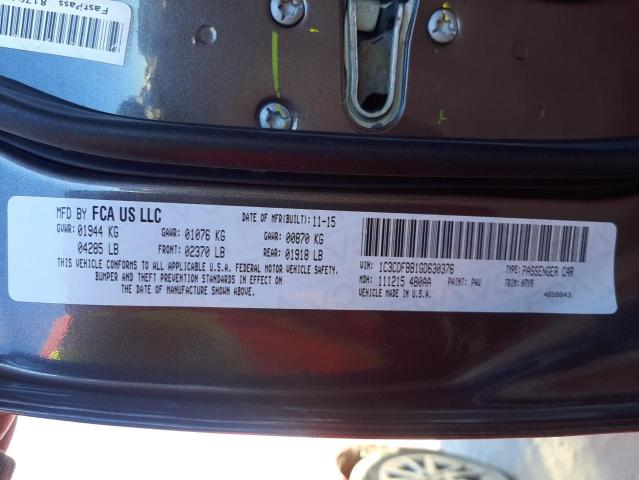 FastPass
MFD BY FCA US LLC DATE OF MFR(BUILT): 11-15
GVWR: 01944 KG GAWR: 01076 KG GAWR: 00870 KG
04285 LB FRONT: 02370 LB REAR: 01918 LB
THIS VEHICLE CONFORMS TO ALL APPLICABLE U.S.A. FEDERAL MOTOR VEHICLE SAFETY,
BUMPER AND THEFT PREVENTION STANDARDS IN EFFECT ON
THE DATE OF MANUFACTURE SHOWN ABOVE.
VIN: 1C3CDFBB1GD630376 TYPE: PASSENGER CAR
MDH: 111215 480AA PAINT: PAU TRIM: H7X9
VEHICLE MADE IN U.S.A. 4658843